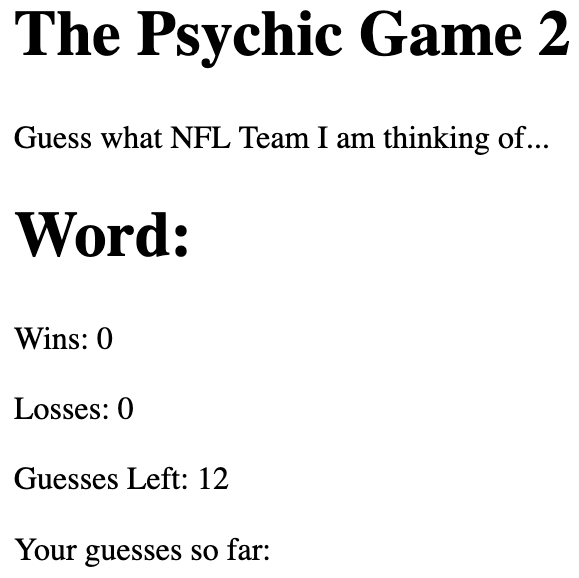 The Psychic Game 2
Guess what NFL Team I am thinking of...
Word:
Wins: 0
Losses: 0
Guesses Left: 12
Your guesses so far: